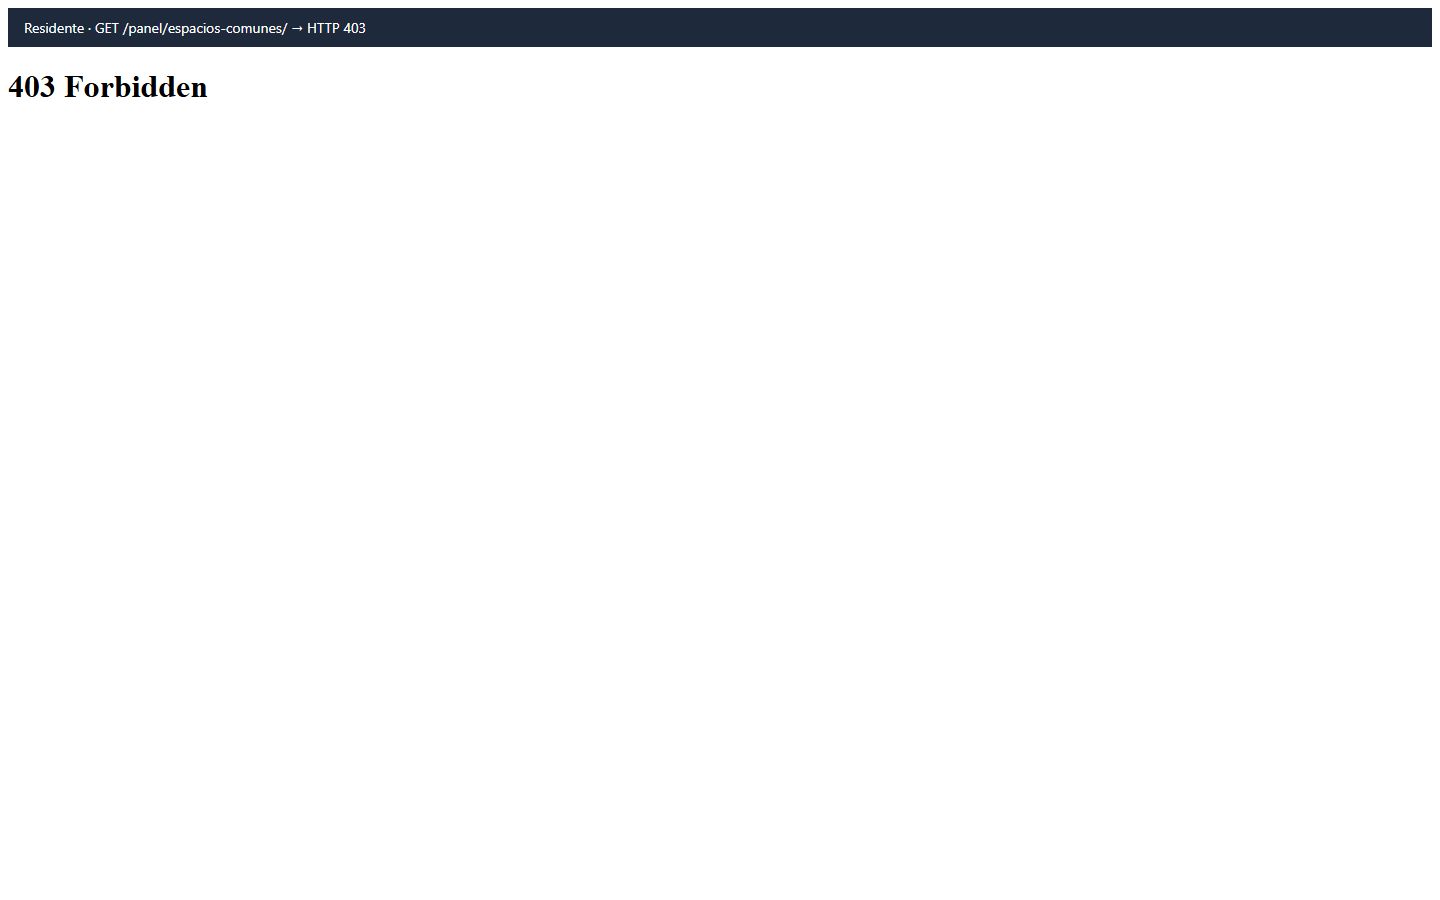 Residente · GET /panel/espacios-comunes/ → HTTP 403
403 Forbidden